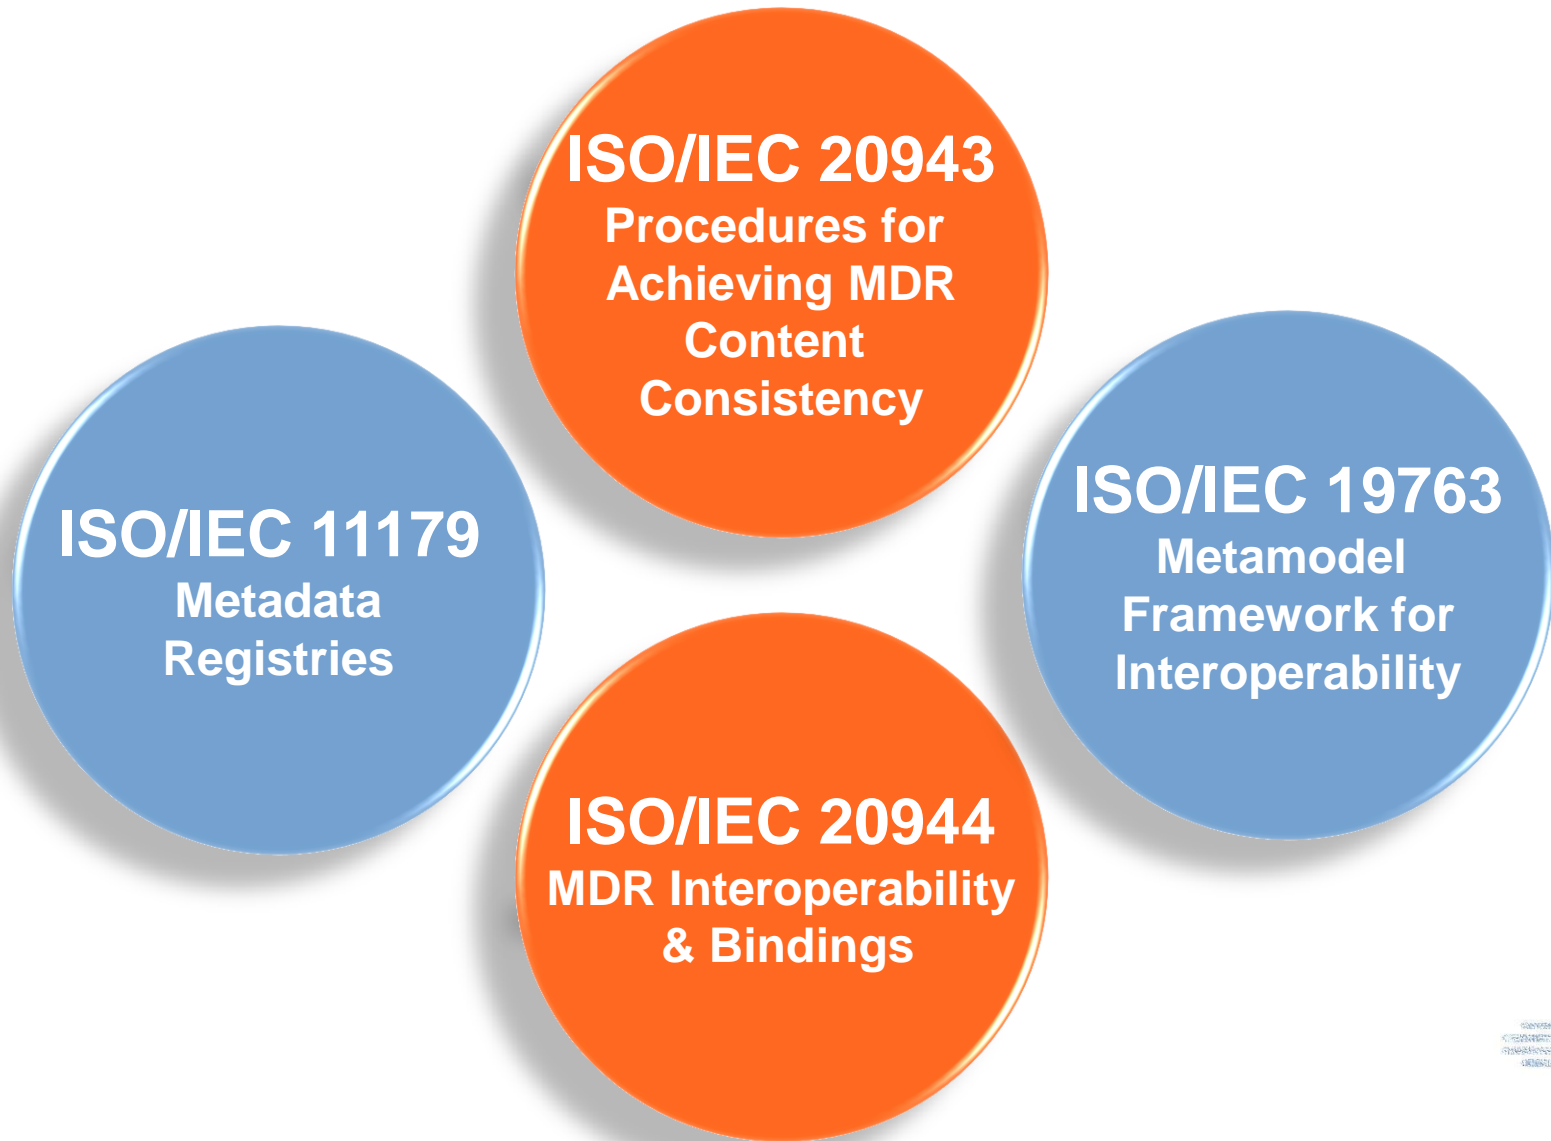 ISO/IEC 20943
Procedures for
Achieving MDR
Content
Consistency
ISO/IEC 11179
Metadata
Registries
ISO/IEC 19763
Metamodel
Framework for
Interoperability
ISO/IEC 20944
MDR Interoperability
& Bindings